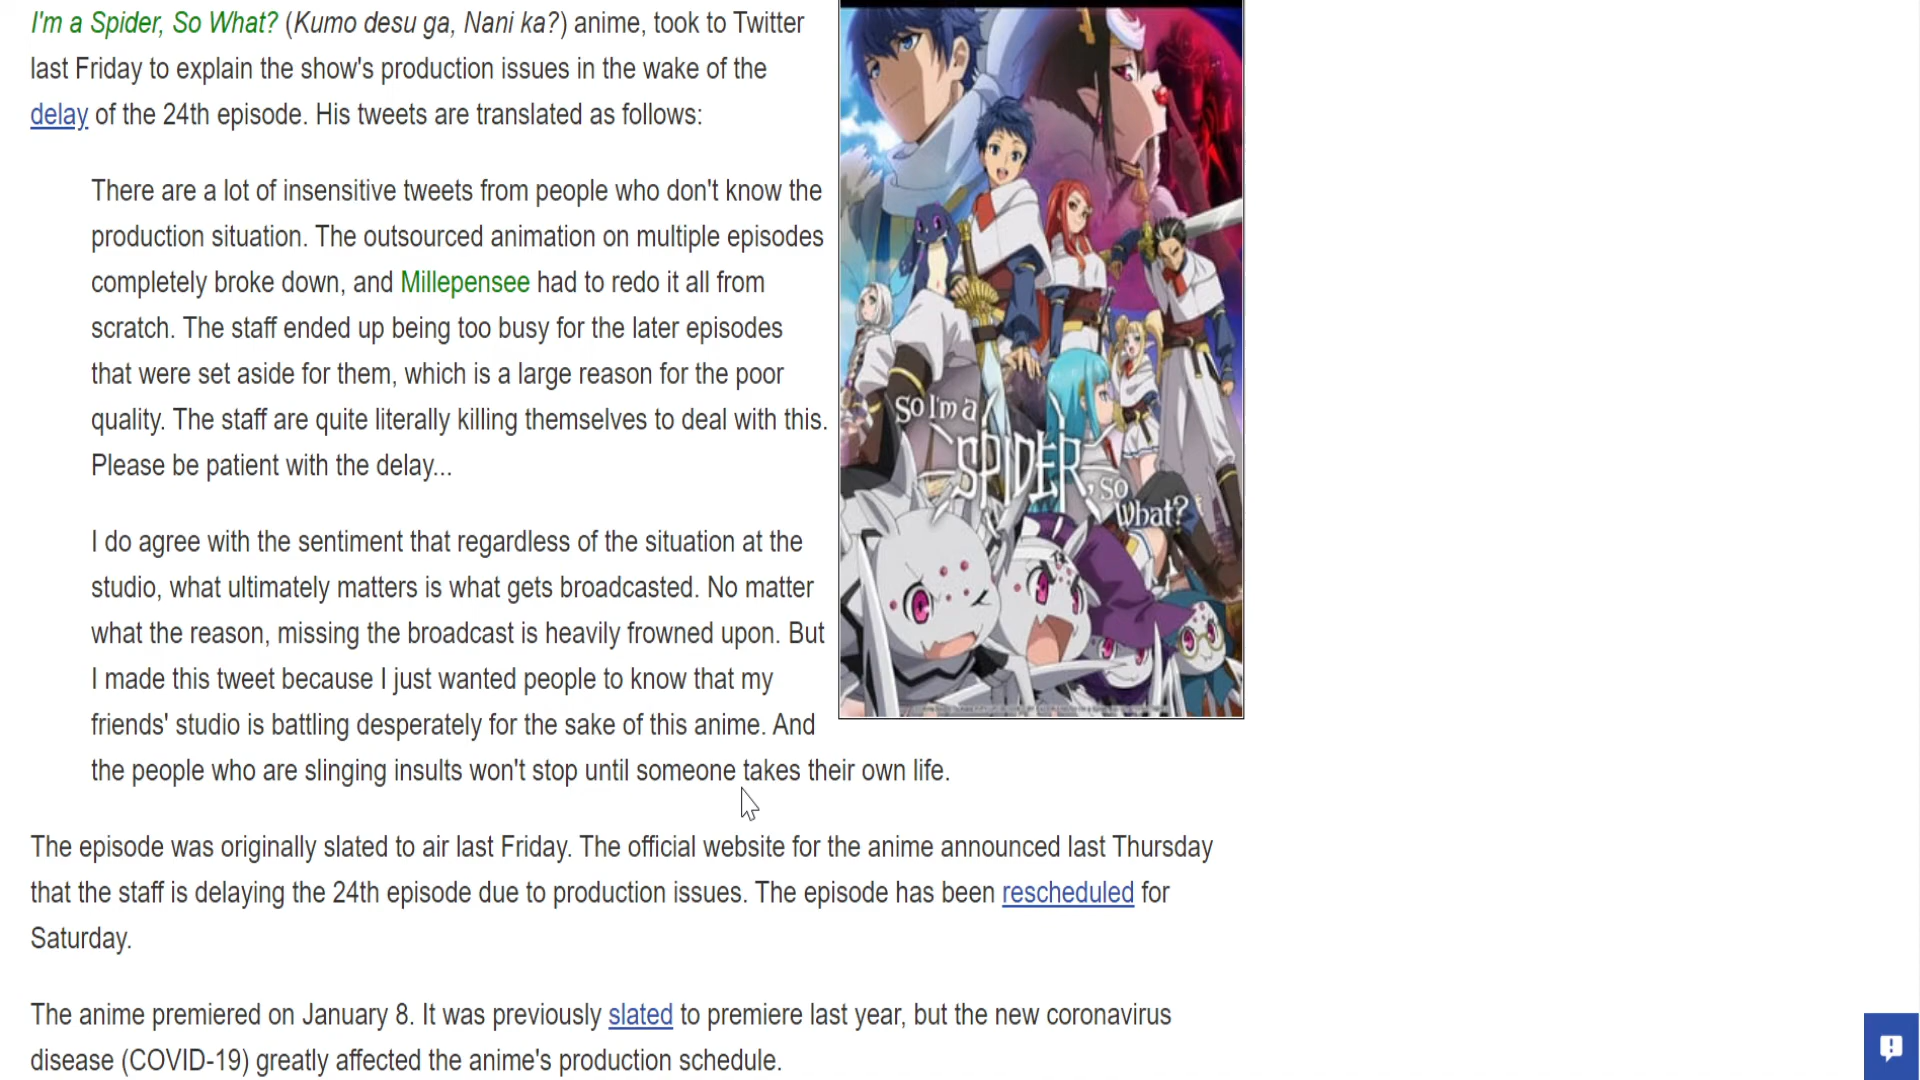 I'm a Spider, So What? (Kumo desu ga, Nani ka?) anime, took to Twitter
last Friday to explain the show's production issues in the wake of the
delay of the 24th episode. His tweets are translated as follows:
There are a lot of insensitive tweets from people who don't know the
production situation. The outsourced animation on multiple episodes
completely broke down, and Millepensee had to redo it all from
scratch. The staff ended up being too busy for the later episodes
that were set aside for them, which is a large reason for the poor
quality. The staff are quite literally killing themselves to deal with this.
Please be patient with the delay...
I do agree with the sentiment that regardless of the situation at the
studio, what ultimately matters is what gets broadcasted. No matter
what the reason, missing the broadcast is heavily frowned upon. But
I made this tweet because I just wanted people to know that my
friends' studio is battling desperately for the sake of this anime. And
the people who are slinging insults won't stop until someone takes their own life.
So I'm a
SPIDER, So
What?
The episode was originally slated to air last Friday. The official website for the anime announced last Thursday
that the staff is delaying the 24th episode due to production issues. The episode has been rescheduled for
Saturday.
The anime premiered on January 8. It was previously slated to premiere last year, but the new coronavirus
disease (COVID-19) greatly affected the anime's production schedule.